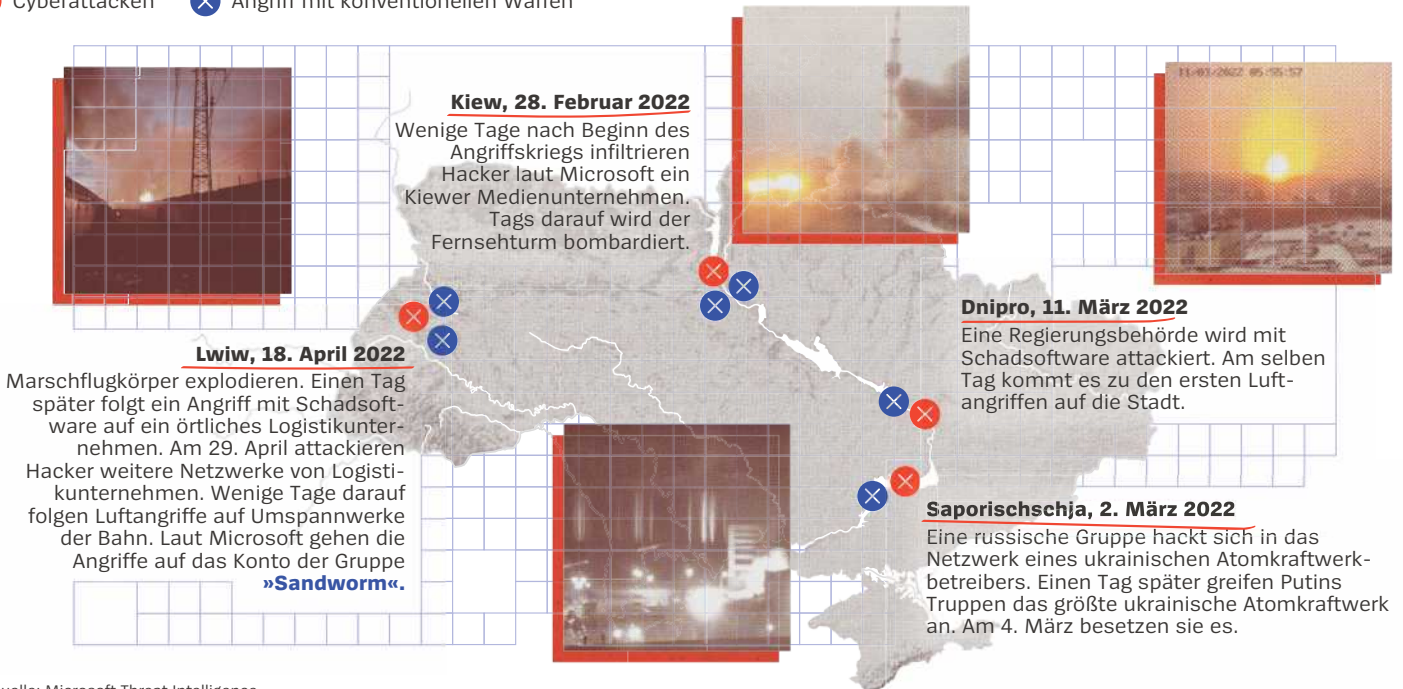 Cyberattacken
Angriff mit konventionellen Waffen
Kiew, 28. Februar 2022
Wenige Tage nach Beginn des
Angriffskriegs infiltrieren
Hacker laut Microsoft ein
Kiewer Medienunternehmen.
Tags darauf wird der
Fernsehturm bombardiert.
11/03/2022 05:55:57
Dnipro, 11. März 2022
Eine Regierungsbehörde wird mit
Schadsoftware attackiert. Am selben
Tag kommt es zu den ersten Luft-
angriffen auf die Stadt.
Lwiw, 18. April 2022
Marschflugkörper explodieren. Einen Tag
später folgt ein Angriff mit Schadsoft-
ware auf ein örtliches Logistikunter-
nehmen. Am 29. April attackieren
Hacker weitere Netzwerke von Logisti-
kunternehmen. Wenige Tage darauf
folgen Luftangriffe auf Umspannwerke
der Bahn. Laut Microsoft gehen die
Angriffe auf das Konto der Gruppe
»Sandworm«.
Saporischschja, 2. März 2022
Eine russische Gruppe hackt sich in das
Netzwerk eines ukrainischen Atomkraftwerk-
betreibers. Einen Tag später greifen Putins
Truppen das größte ukrainische Atomkraftwerk
an. Am 4. März besetzen sie es.
Microsoft Threat Intelligence